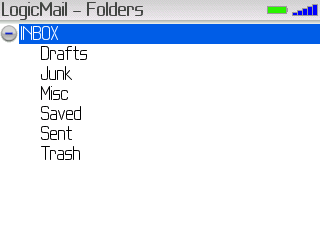 LogicMail - Folders
INBOX
Drafts
Junk
Misc
Saved
Sent
Trash